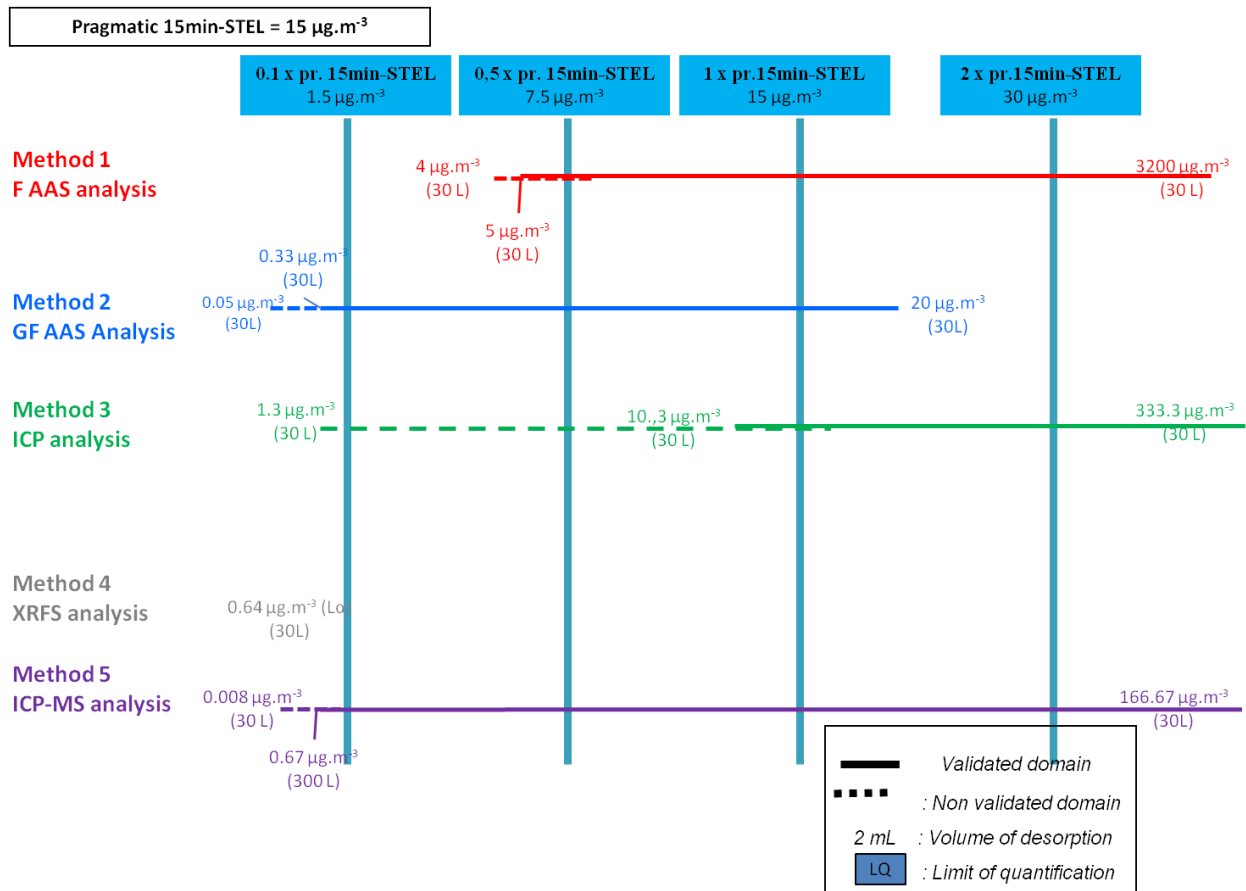 Pragmatic 15min-STEL = 15 µg.m-3
0.1 x pr. 15min-STEL
1.5 µg.m-3
0,5 x pr. 15min-STEL
7.5 µg.m-3
1 x pr.15min-STEL
15 µg.m-3
2 x pr.15min-STEL
30 µg.m-3
Method 1
F AAS analysis
4 µg.m-3
(30 L)
5 µg.m-3
(30 L)
3200 µg.m-3
(30 L)
Method 2
GF AAS Analysis
0.33 µg.m-3
(30L)
0.05 µg.m-3
(30L)
20 µg.m-3
(30L)
Method 3
ICP analysis
1.3 µg.m-3
(30 L)
10.,3 µg.m-3
(30 L)
333.3 µg.m-3
(30 L)
Method 4
XRFS analysis
0.64 µg.m-3 (Lα
(30L)
Method 5
ICP-MS analysis
0.008 µg.m-3
(30 L)
0.67 µg.m-3
(300 L)
166.67 µg.m-3
(30L)
Validated domain
: Non validated domain
2 mL : Volume of desorption
LQ : Limit of quantification